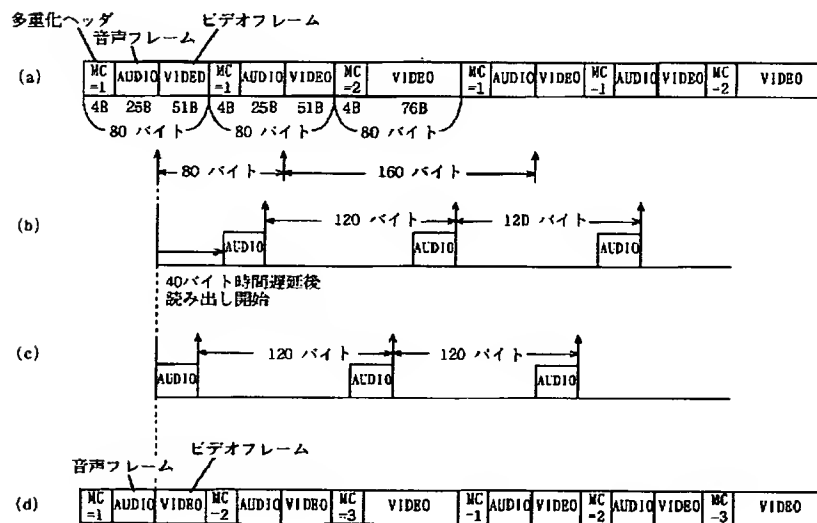 多重化ヘッダ
音声フレーム
ビデオフレーム
(a) MC=1 AUDIO VIDEO MC=1 AUDIO VIDEO MC=2 VIDEO MC=1 AUDIO VIDEO MC-1 AUDIO VIDEO MC-2 VIDEO
4B 25B 51B 4B 25B 51B 4B 76B
80 バイト 80 バイト 80 バイト
80 バイト 160 バイト
(b) AUDIO 120 バイト AUDIO 120 バイト AUDIO
40バイト時間遅延後
読み出し開始
(c) AUDIO 120 バイト AUDIO 120 バイト AUDIO
音声フレーム
ビデオフレーム
(d) MC=1 AUDIO VIDEO MC-2 AUDIO VIDEO MC=3 VIDEO MC-1 AUDIO VIDEO MC=2 AUDIO VIDEO MC-3 VIDEO